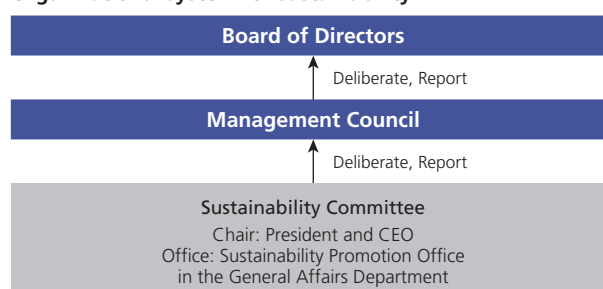 Board of Directors
Deliberate, Report
Management Council
Deliberate, Report
Sustainability Committee
Chair: President and CEO
Office: Sustainability Promotion Office
in the General Affairs Department